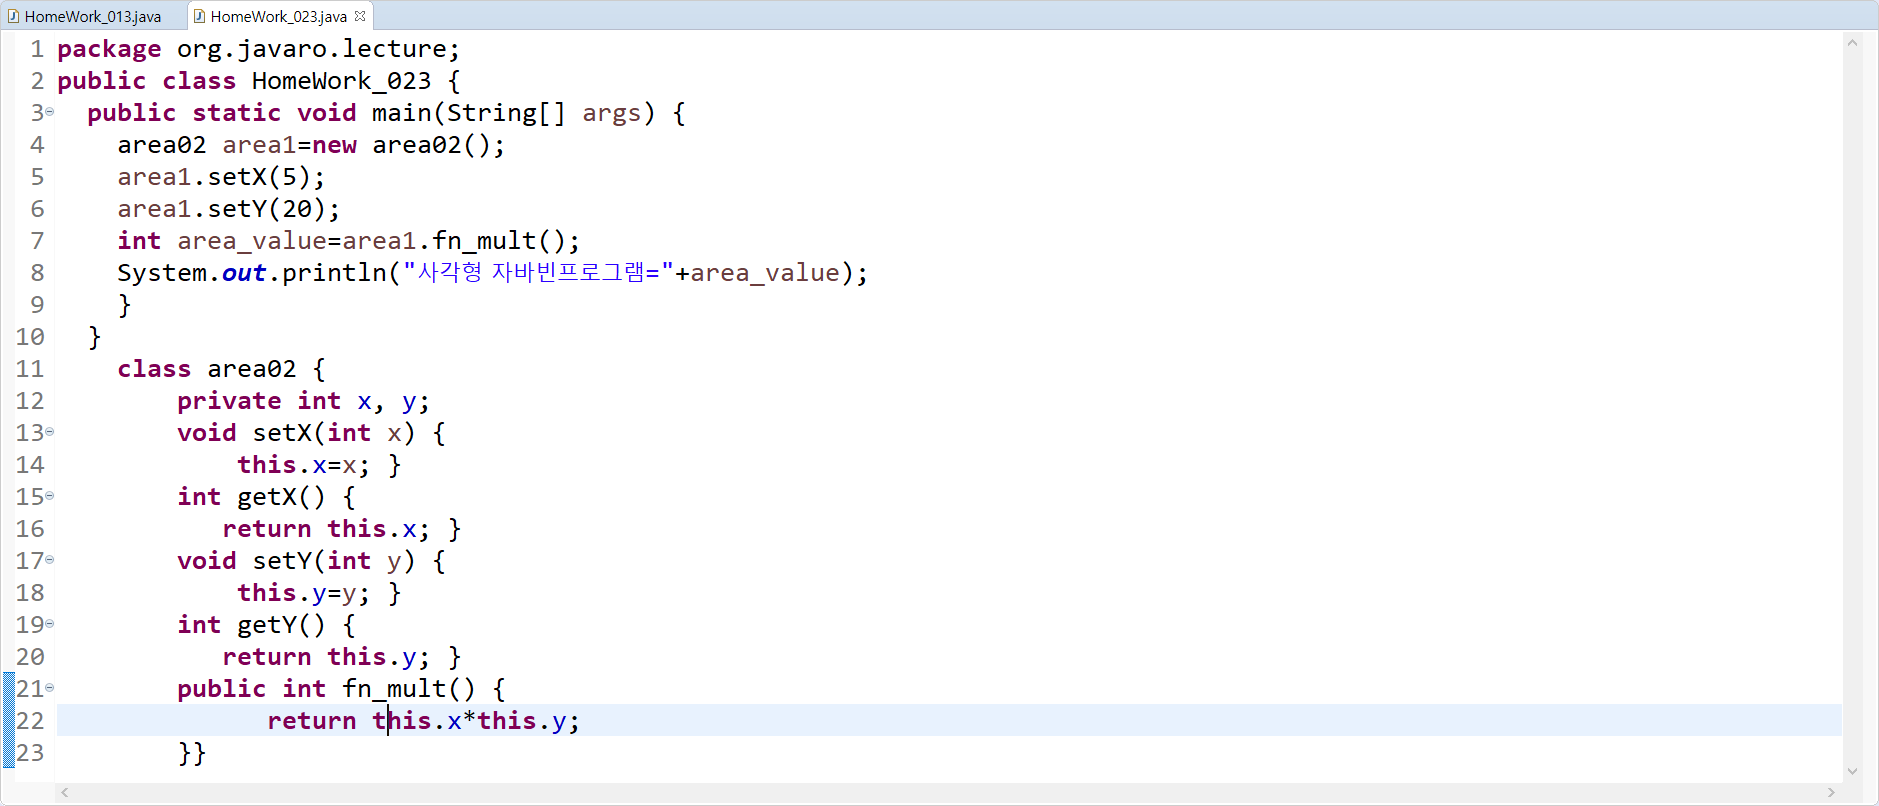 HomeWork_013.java HomeWork_023.java
1 package org.javaro.lecture;
2 public class HomeWork_023 {
3 public static void main(String[] args) {
4 area02 area1=new area02();
5 area1.setX(5);
6 area1.setY(20);
7 int area_value=area1.fn_mult();
8 System.out.println("사각형 자바빈프로그램="+area_value);
9 }
10 }
11 class area02 {
12 private int x, y;
13 void setX(int x) {
14 this.x=x; }
15 int getX() {
16 return this.x; }
17 void setY(int y) {
18 this.y=y; }
19 int getY() {
20 return this.y; }
21 public int fn_mult() {
22 return this.x*this.y;
23 }}